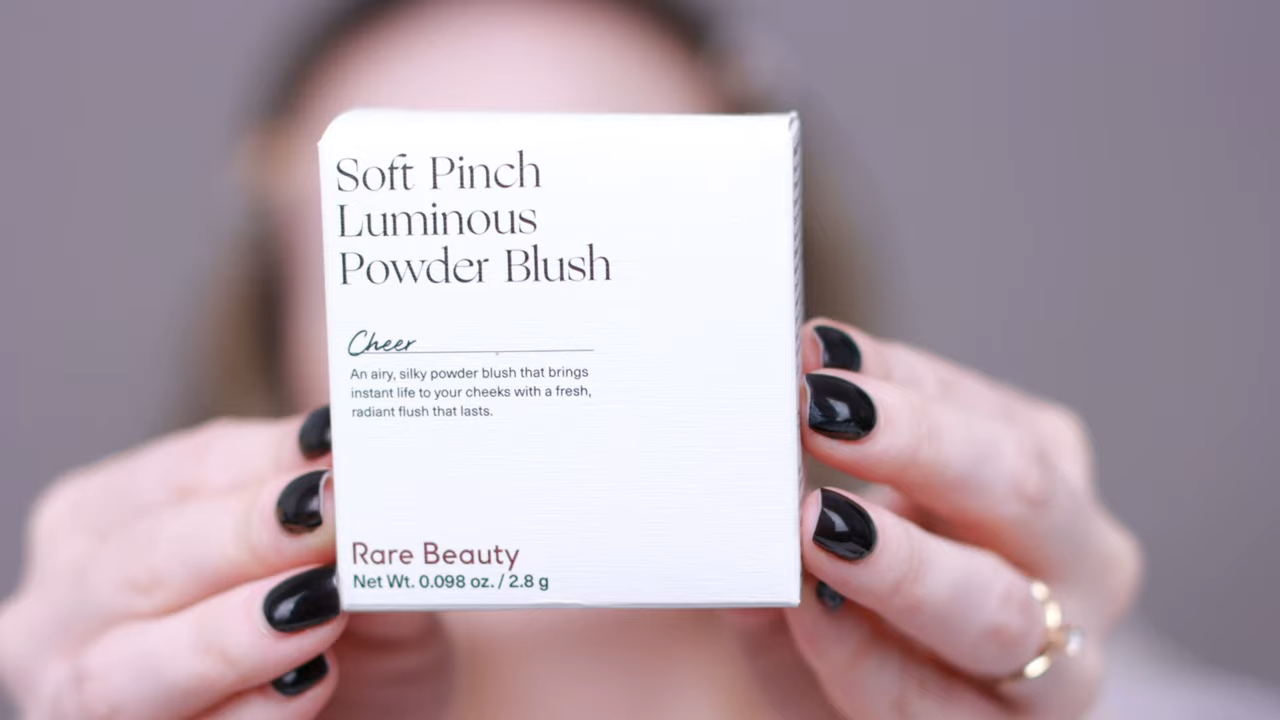 Soft Pinch
Luminous
Powder Blush
Cheer
An airy, silky powder blush that brings
instant life to your cheeks with a fresh,
radiant flush that lasts.
Rare Beauty
Net Wt. 0.098 oz. / 2.8 g